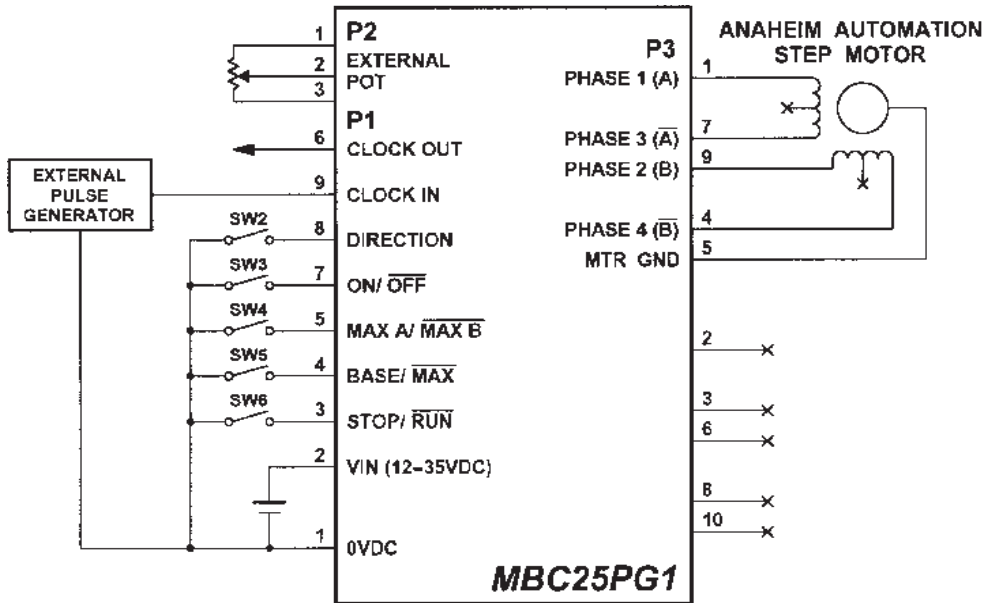 ANAHEIM AUTOMATION
STEP MOTOR
1 P2
2 EXTERNAL
POT
3
P1
6 CLOCK OUT
EXTERNAL
PULSE
GENERATOR
9 CLOCK IN
SW2 8 DIRECTION
SW3 7 ON/ OFF
SW4 5 MAX A/ MAX B
SW5 4 BASE/ MAX
SW6 3 STOP/ RUN
2 VIN (12–35VDC)
1 0VDC
P3
PHASE 1 (A) 1
PHASE 3 (A̅) 7
PHASE 2 (B) 9
PHASE 4 (B̅) 4
MTR GND 5
2
3
6
8
10
MBC25PG1